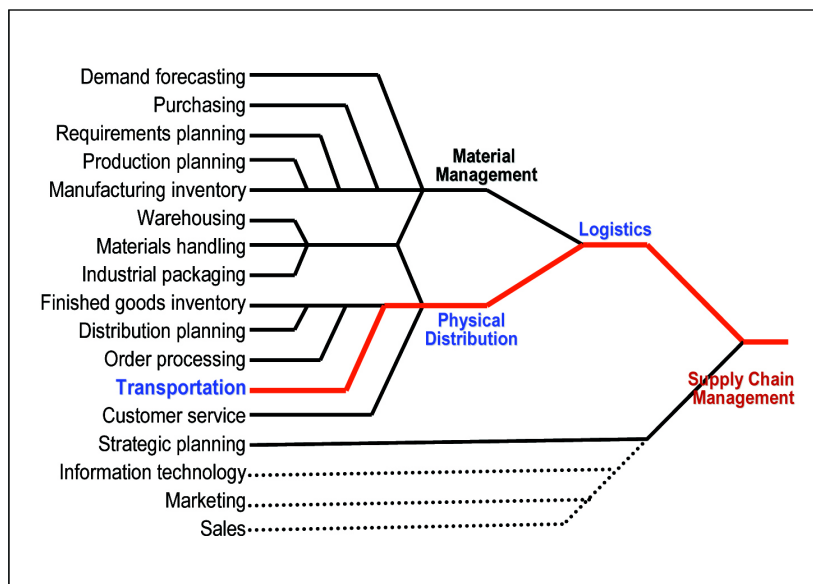 Demand forecasting
Purchasing
Requirements planning
Production planning
Material
Management
Manufacturing inventory
Warehousing
Logistics
Materials handling
Industrial packaging
Finished goods inventory
Physical
Distribution
Distribution planning
Order processing
Transportation
Supply Chain
Management
Customer service
Strategic planning
Information technology
Marketing
Sales